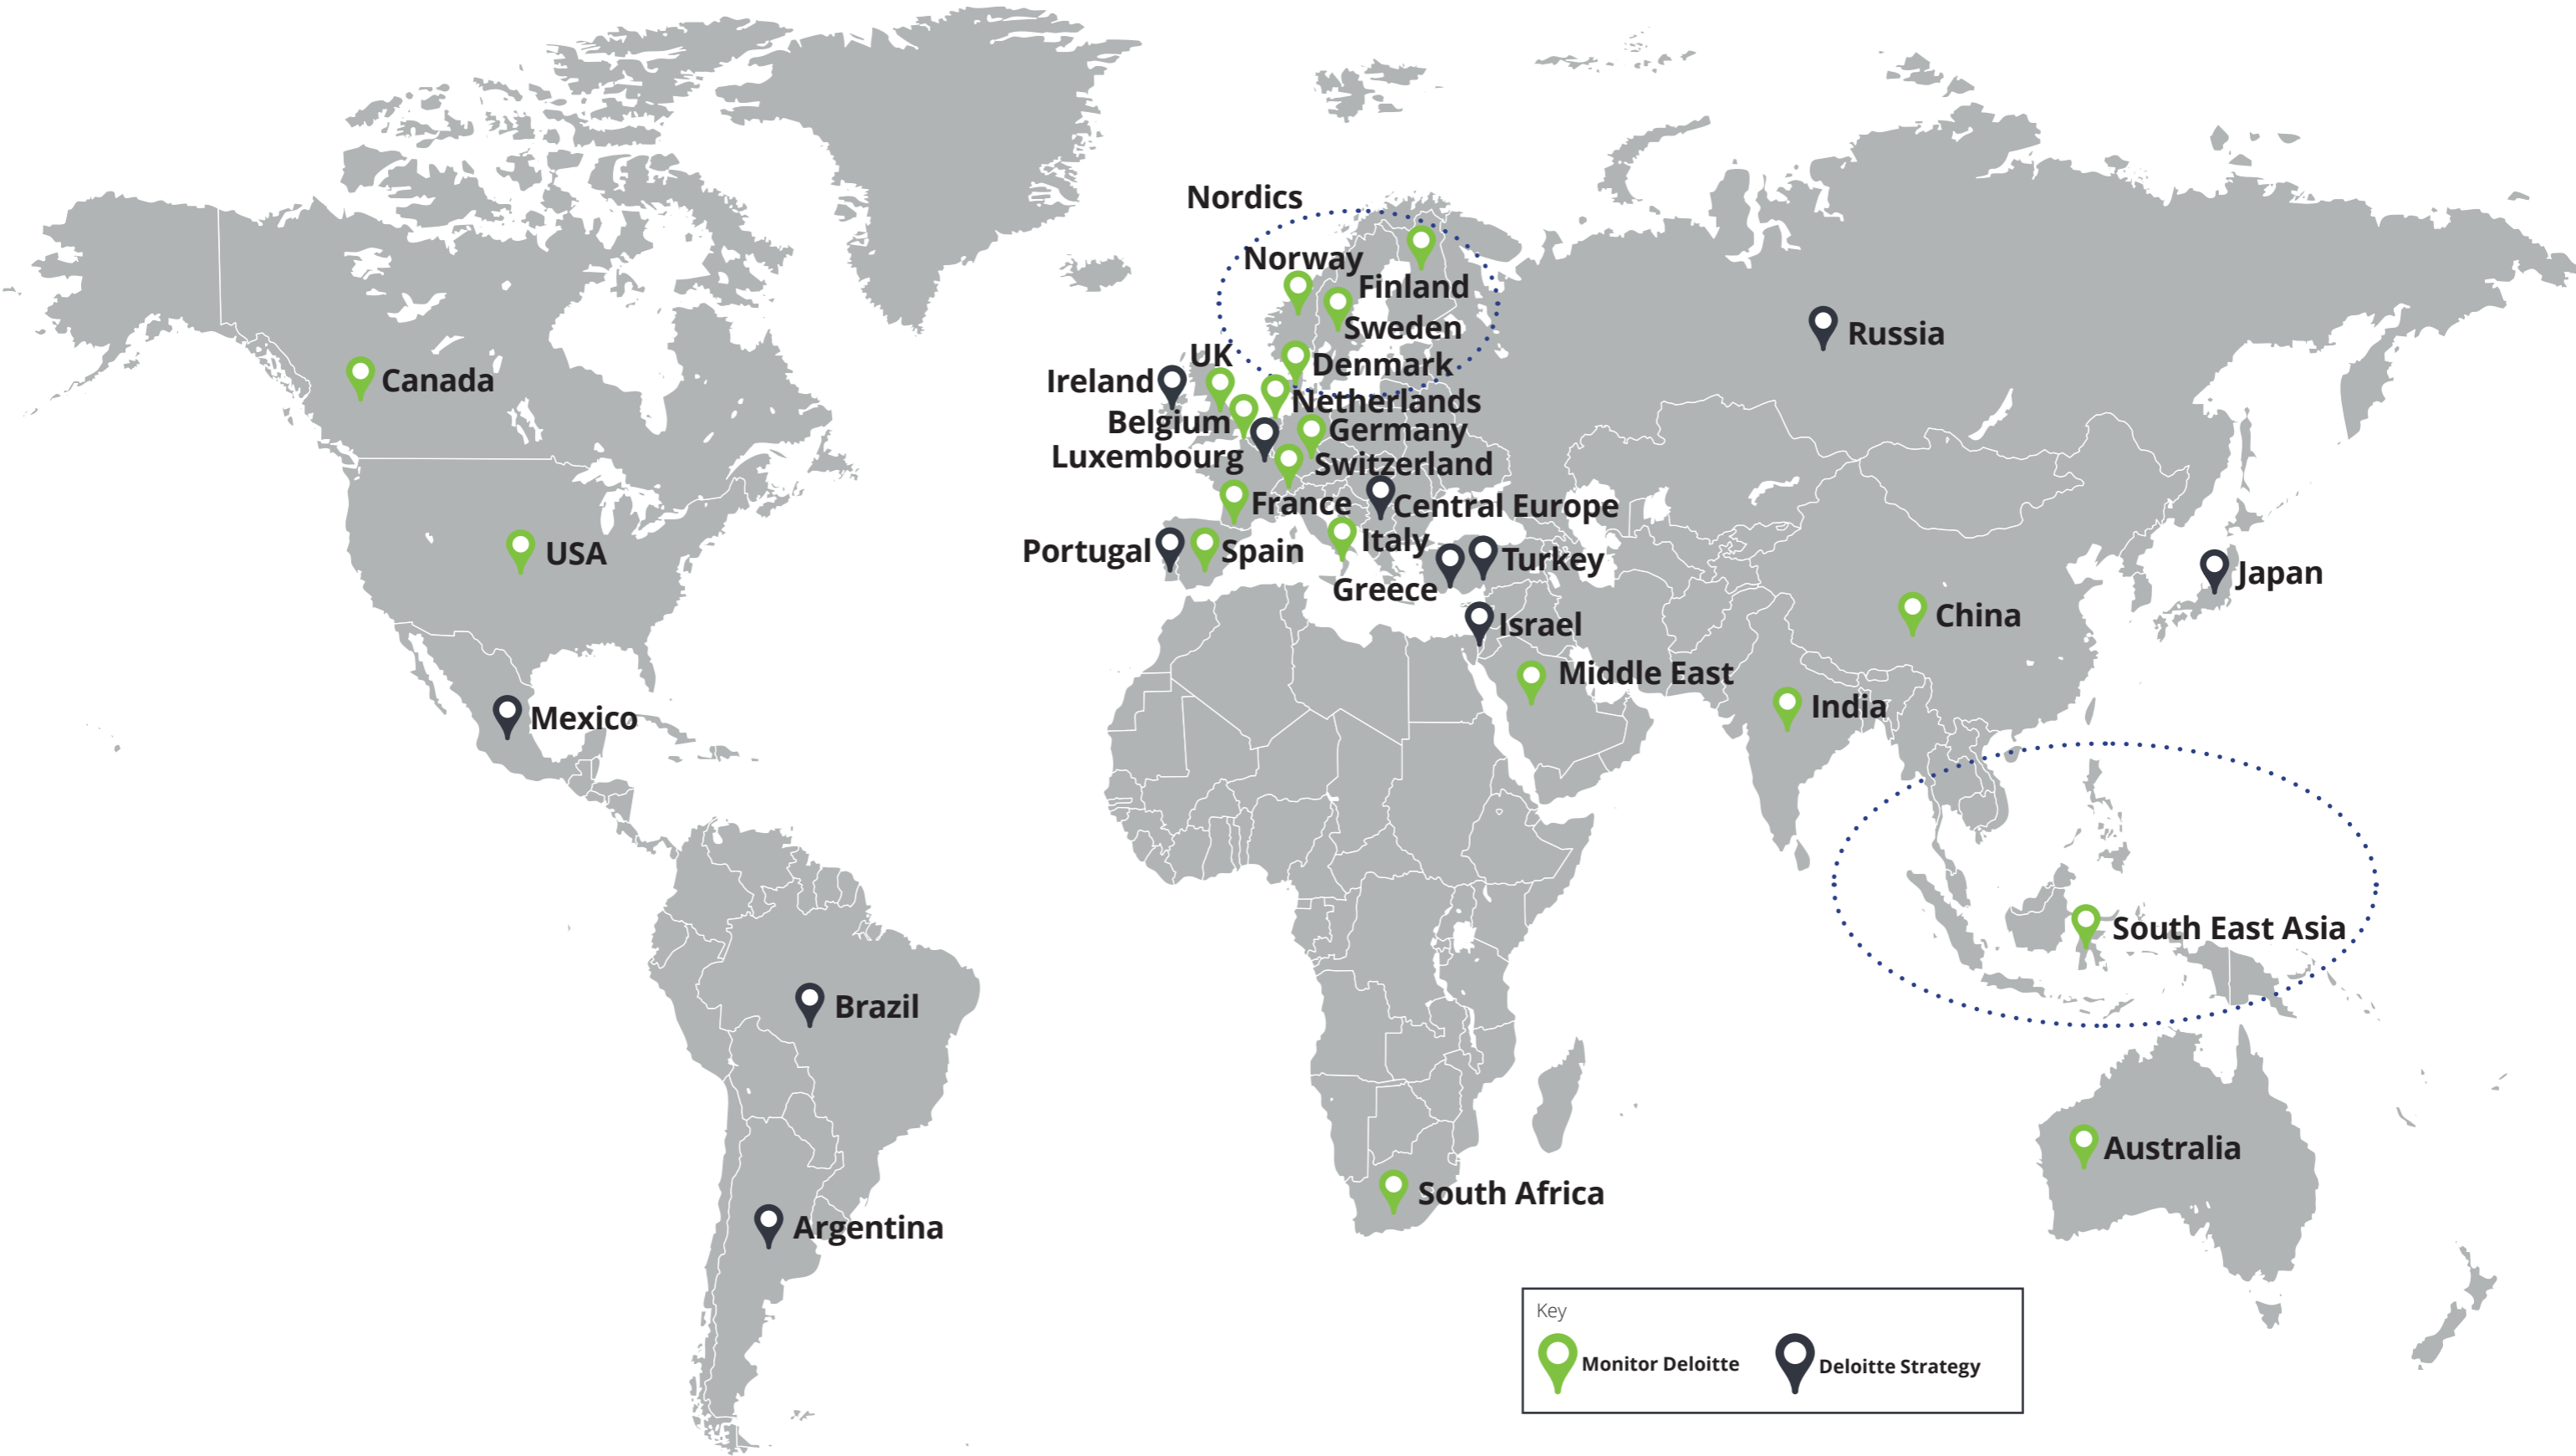 Nordics
Norway
Finland
Sweden
UK
Denmark
Ireland
Netherlands
Belgium
Germany
Luxembourg
Switzerland
France
Central Europe
Portugal
Spain
Italy
Turkey
Greece
Israel
Middle East
Russia
Canada
USA
Mexico
Japan
China
India
South East Asia
Brazil
Australia
South Africa
Argentina
Key
Monitor Deloitte
Deloitte Strategy